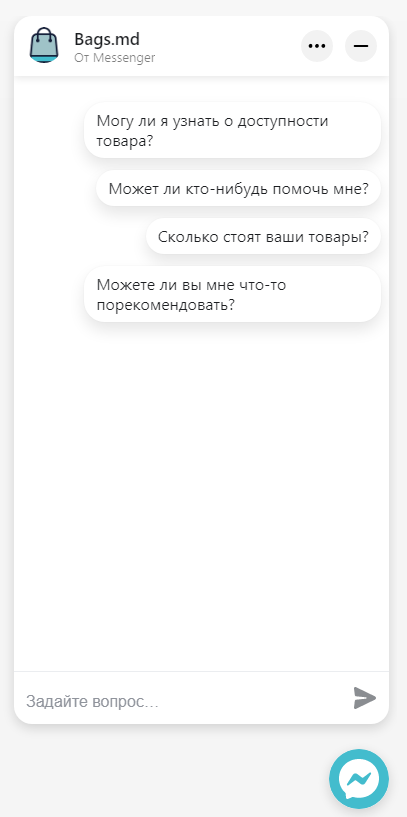 Bags.md
От Messenger
Могу ли я узнать о доступности
товара?
Может ли кто-нибудь помочь мне?
Сколько стоят ваши товары?
Можете ли вы мне что-то
порекомендовать?
Задайте вопрос...